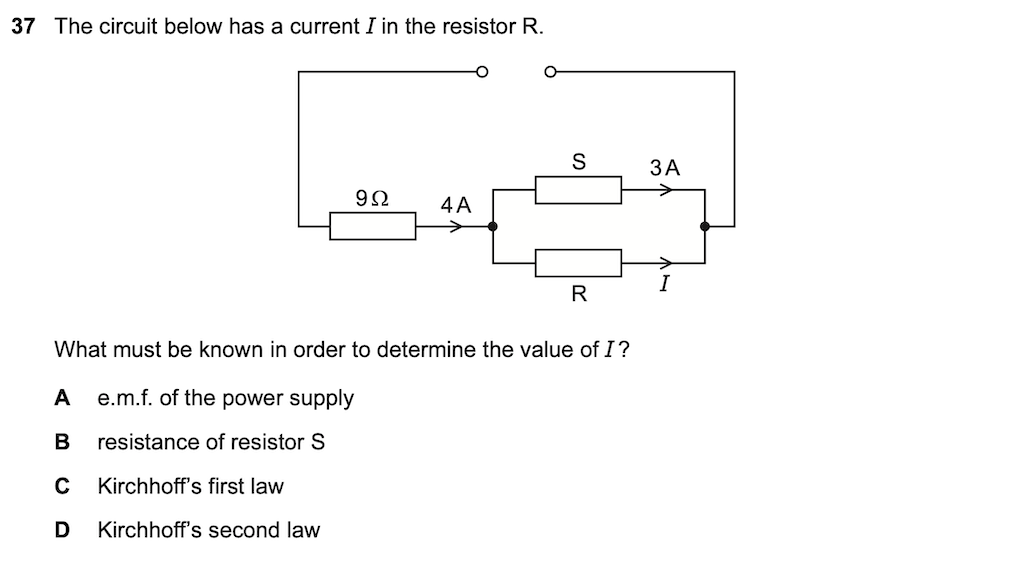 37 The circuit below has a current I in the resistor R.
S
3 A
9 Ω
4 A
R
I
What must be known in order to determine the value of I ?
A e.m.f. of the power supply
B resistance of resistor S
C Kirchhoff's first law
D Kirchhoff's second law